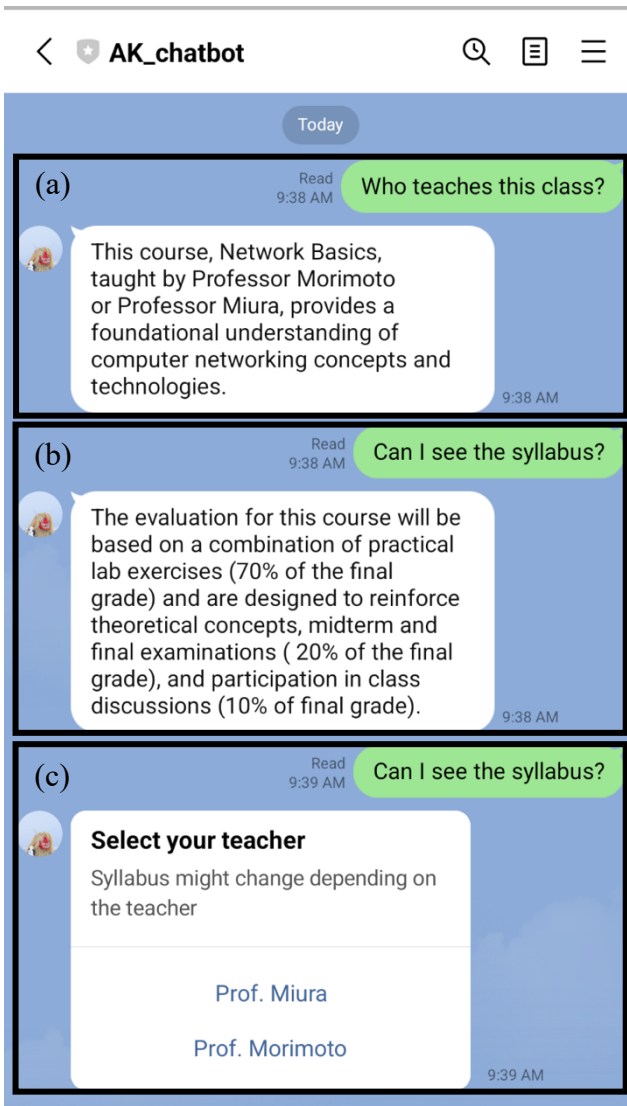 AK_chatbot
Today
(a)
Read
9:38 AM
Who teaches this class?
This course, Network Basics,
taught by Professor Morimoto
or Professor Miura, provides a
foundational understanding of
computer networking concepts and
technologies.
9:38 AM
(b)
Read
9:38 AM
Can I see the syllabus?
The evaluation for this course will be
based on a combination of practical
lab exercises (70% of the final
grade) and are designed to reinforce
theoretical concepts, midterm and
final examinations ( 20% of the final
grade), and participation in class
discussions (10% of final grade).
9:38 AM
(c)
Read
9:39 AM
Can I see the syllabus?
Select your teacher
Syllabus might change depending on
the teacher
Prof. Miura
Prof. Morimoto
9:39 AM